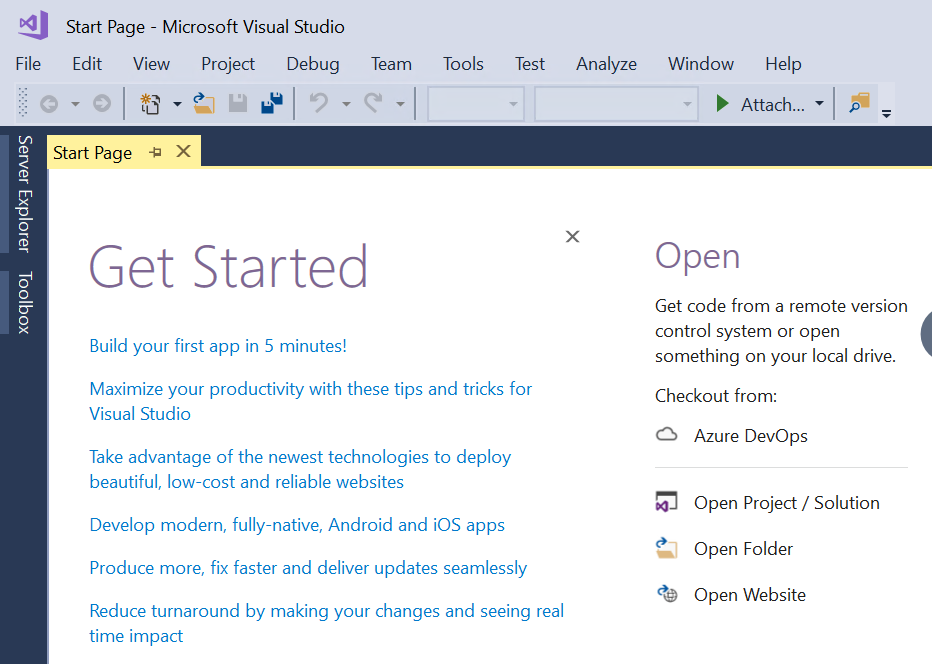 Start Page - Microsoft Visual Studio
File Edit View Project Debug Team Tools Test Analyze Window Help
Attach...
Start Page
Server Explorer
Toolbox
Get Started
Build your first app in 5 minutes!
Maximize your productivity with these tips and tricks for
Visual Studio
Take advantage of the newest technologies to deploy
beautiful, low-cost and reliable websites
Develop modern, fully-native, Android and iOS apps
Produce more, fix faster and deliver updates seamlessly
Reduce turnaround by making your changes and seeing real
time impact
Open
Get code from a remote version
control system or open
something on your local drive.
Checkout from:
Azure DevOps
Open Project / Solution
Open Folder
Open Website